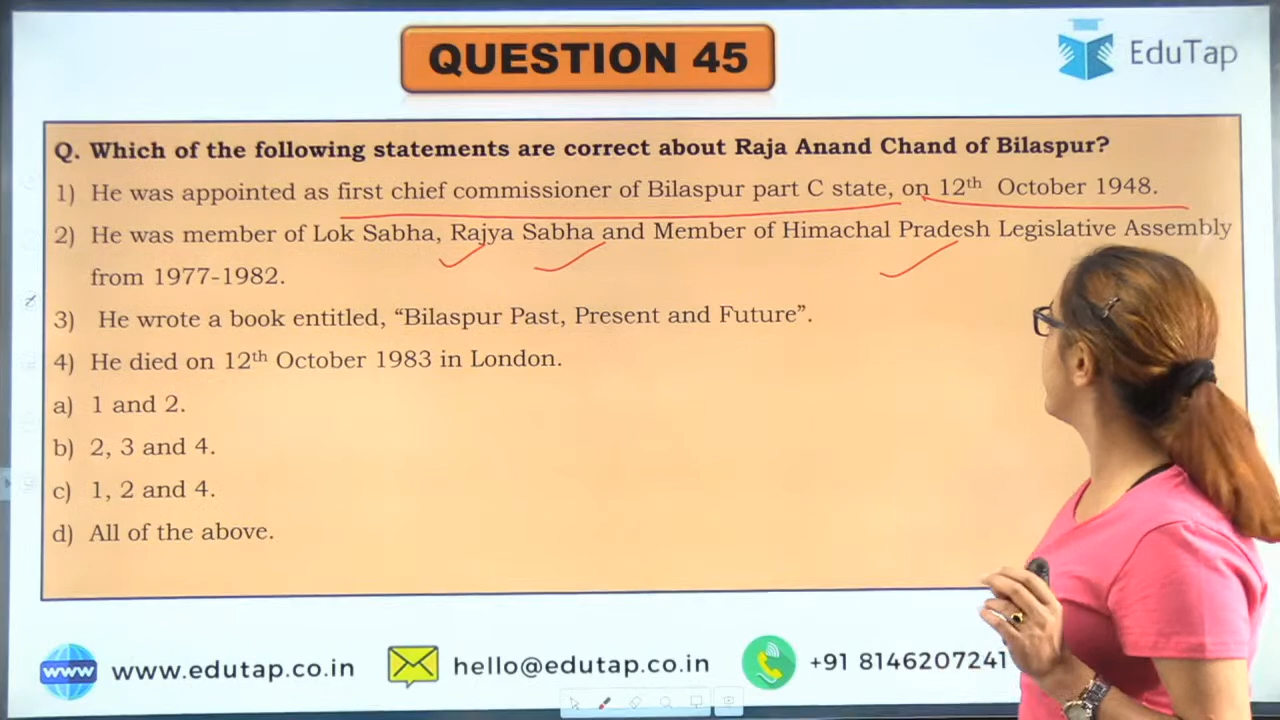 QUESTION 45
EduTap
Q. Which of the following statements are correct about Raja Anand Chand of Bilaspur?
1) He was appointed as first chief commissioner of Bilaspur part C state, on 12th October 1948.
2) He was member of Lok Sabha, Rajya Sabha and Member of Himachal Pradesh Legislative Assembly
from 1977-1982.
3) He wrote a book entitled, “Bilaspur Past, Present and Future”.
4) He died on 12th October 1983 in London.
a) 1 and 2.
b) 2, 3 and 4.
c) 1, 2 and 4.
d) All of the above.
www www.edutap.co.in hello@edutap.co.in +91 8146207241